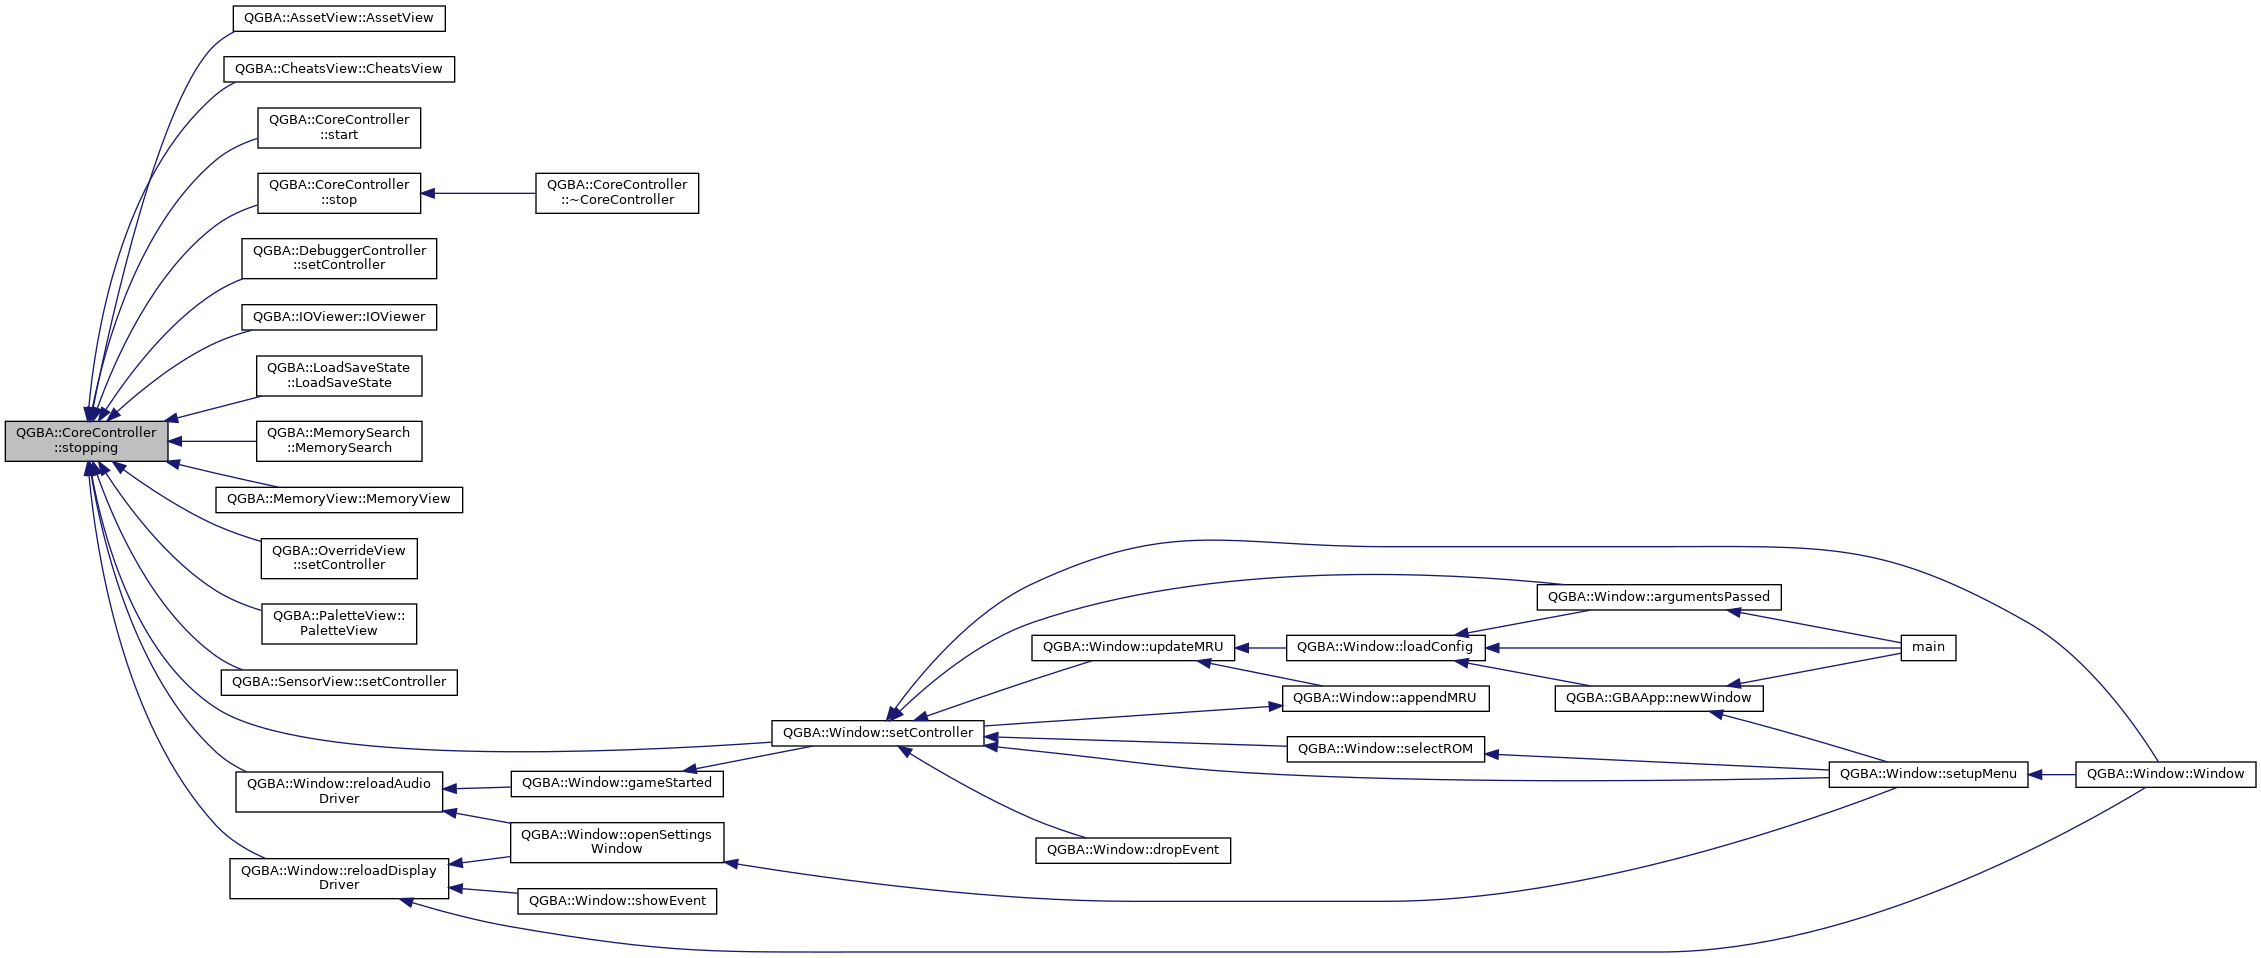 QGBA::AssetView::AssetView
QGBA::CheatsView::CheatsView
QGBA::CoreController
::start
QGBA::CoreController
::stop
QGBA::CoreController
::~CoreController
QGBA::DebuggerController
::setController
QGBA::IOViewer::IOViewer
QGBA::LoadSaveState
::LoadSaveState
QGBA::CoreController
::stopping
QGBA::MemorySearch
::MemorySearch
QGBA::MemoryView::MemoryView
QGBA::OverrideView
::setController
QGBA::PaletteView::
PaletteView
QGBA::SensorView::setController
QGBA::Window::argumentsPassed
QGBA::Window::updateMRU
QGBA::Window::loadConfig
main
QGBA::Window::appendMRU
QGBA::GBAApp::newWindow
QGBA::Window::setController
QGBA::Window::selectROM
QGBA::Window::setupMenu
QGBA::Window::Window
QGBA::Window::reloadAudio
Driver
QGBA::Window::gameStarted
QGBA::Window::openSettings
Window
QGBA::Window::dropEvent
QGBA::Window::reloadDisplay
Driver
QGBA::Window::showEvent